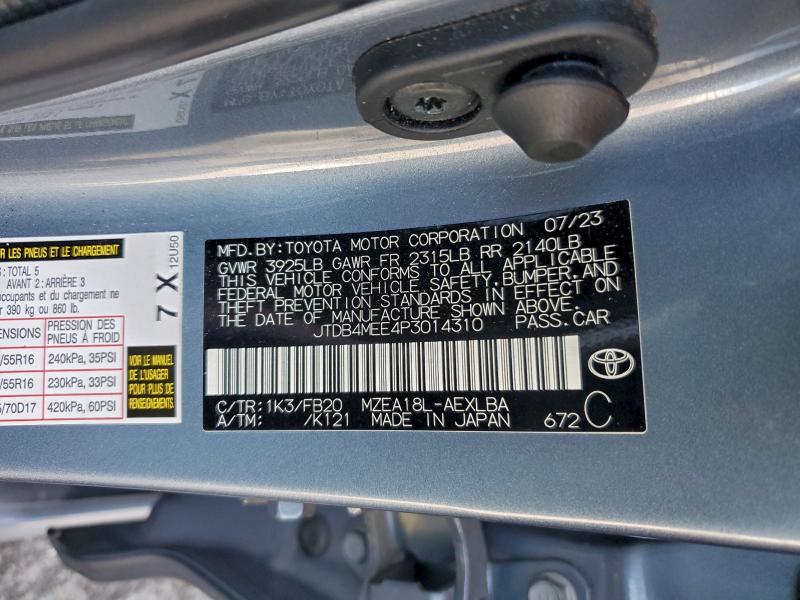 MFD.BY:TOYOTA MOTOR CORPORATION 07/23
GVWR 3925LB GAWR FR 2315LB RR 2140LB
THIS VEHICLE CONFORMS TO ALL APPLICABLE
FEDERAL MOTOR VEHICLE SAFETY,BUMPER,AND
THEFT PREVENTION STANDARDS IN EFFECT ON
THE DATE OF MANUFACTURE SHOWN ABOVE.
JTDB4MEE4P3014310 PASS.CAR
C/TR:1K3/FB20 MZEA18L-AEXLBA
A/TM: /K121 MADE IN JAPAN 672 C
LES PNEUS ET LE CHARGEMENT
: TOTAL 5
AVANT 2: ARRIÈRE 3
occupants et du chargement ne
r 390 kg ou 860 lb.
PRESSION DES
PNEUS À FROID
/55R16 240kPa, 35PSI
/55R16 230kPa, 33PSI
/70D17 420kPa, 60PSI
VOIR LE MANUEL
DE L'USAGER
POUR PLUS DE
RENSEIGNEMENTS
7 X
12U50